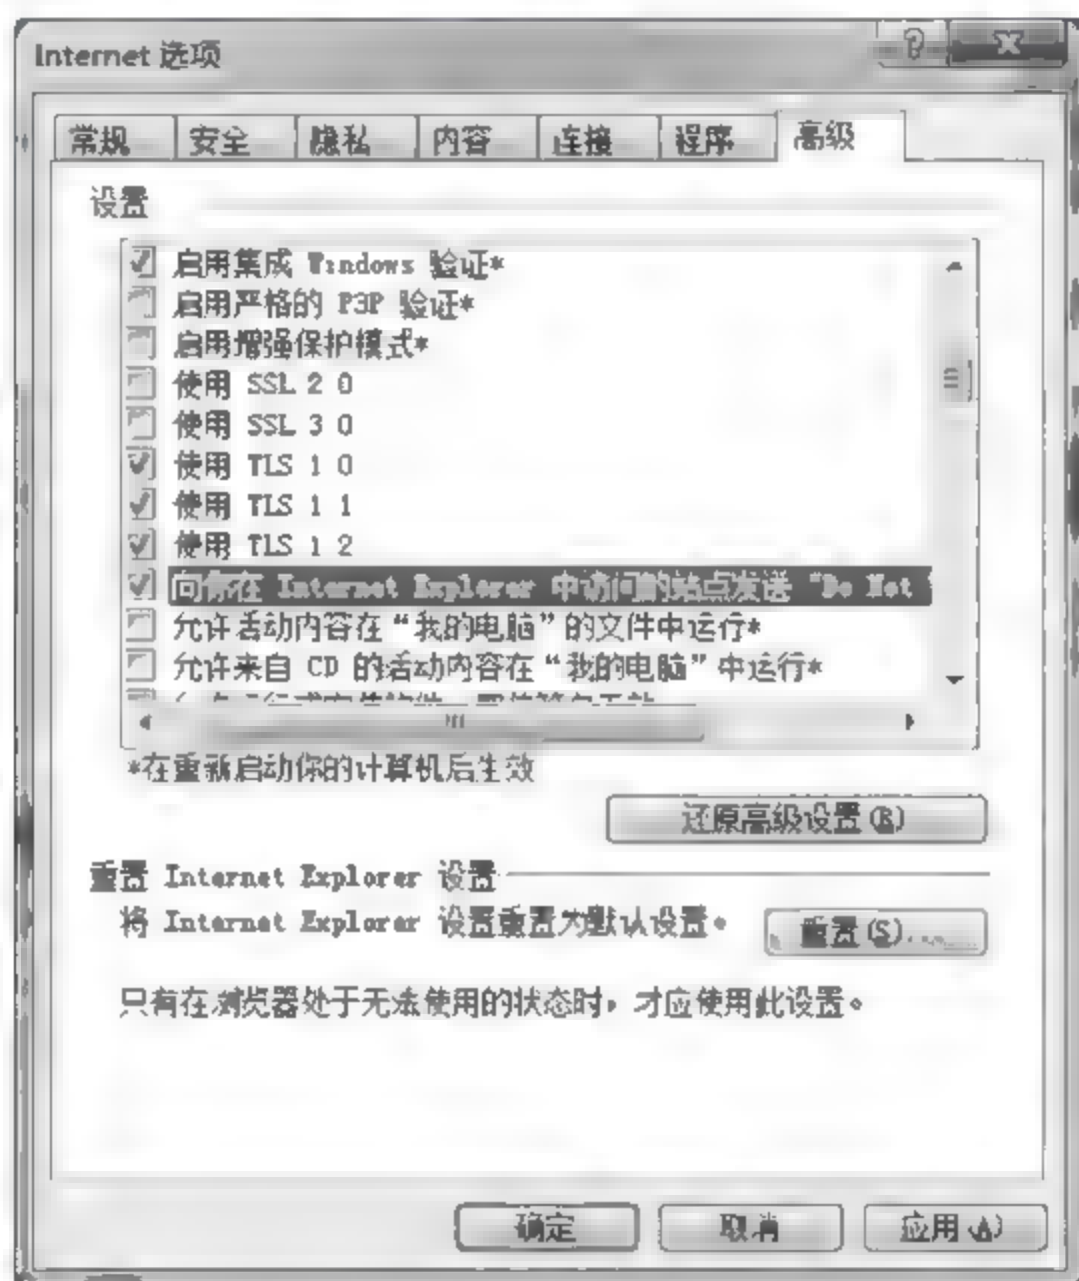 Internet 选项
常规 安全 隐私 内容 连接 程序 高级
设置
启用集成 Windows 验证*
启用严格的 P3P 验证*
启用增强保护模式*
使用 SSL 2 0
使用 SSL 3 0
使用 TLS 1 0
使用 TLS 1 1
使用 TLS 1 2
向你在 Internet Explorer 中访问的站点发送 "Do Not
允许活动内容在“我的电脑”的文件中运行*
允许来自 CD 的活动内容在“我的电脑”中运行*
*在重新启动你的计算机后生效
还原高级设置(R)
重置 Internet Explorer 设置
将 Internet Explorer 设置重置为默认设置。
重置(S)...
只有在浏览器处于无法使用的状态时，才应使用此设置。
确定 取消 应用(A)